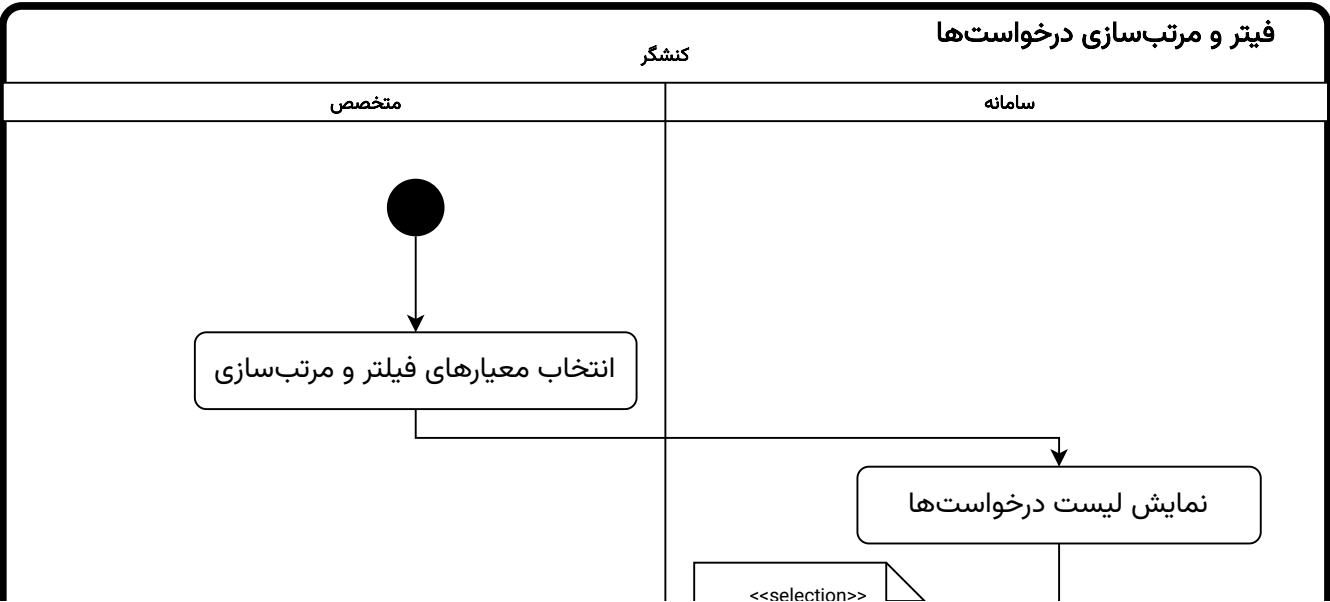 فیتر و مرتب‌سازی درخواست‌ها
کنشگر
سامانه
متخصص
انتخاب معیارهای فیلتر و مرتب‌سازی
نمایش لیست درخواست‌ها
<<selection>>